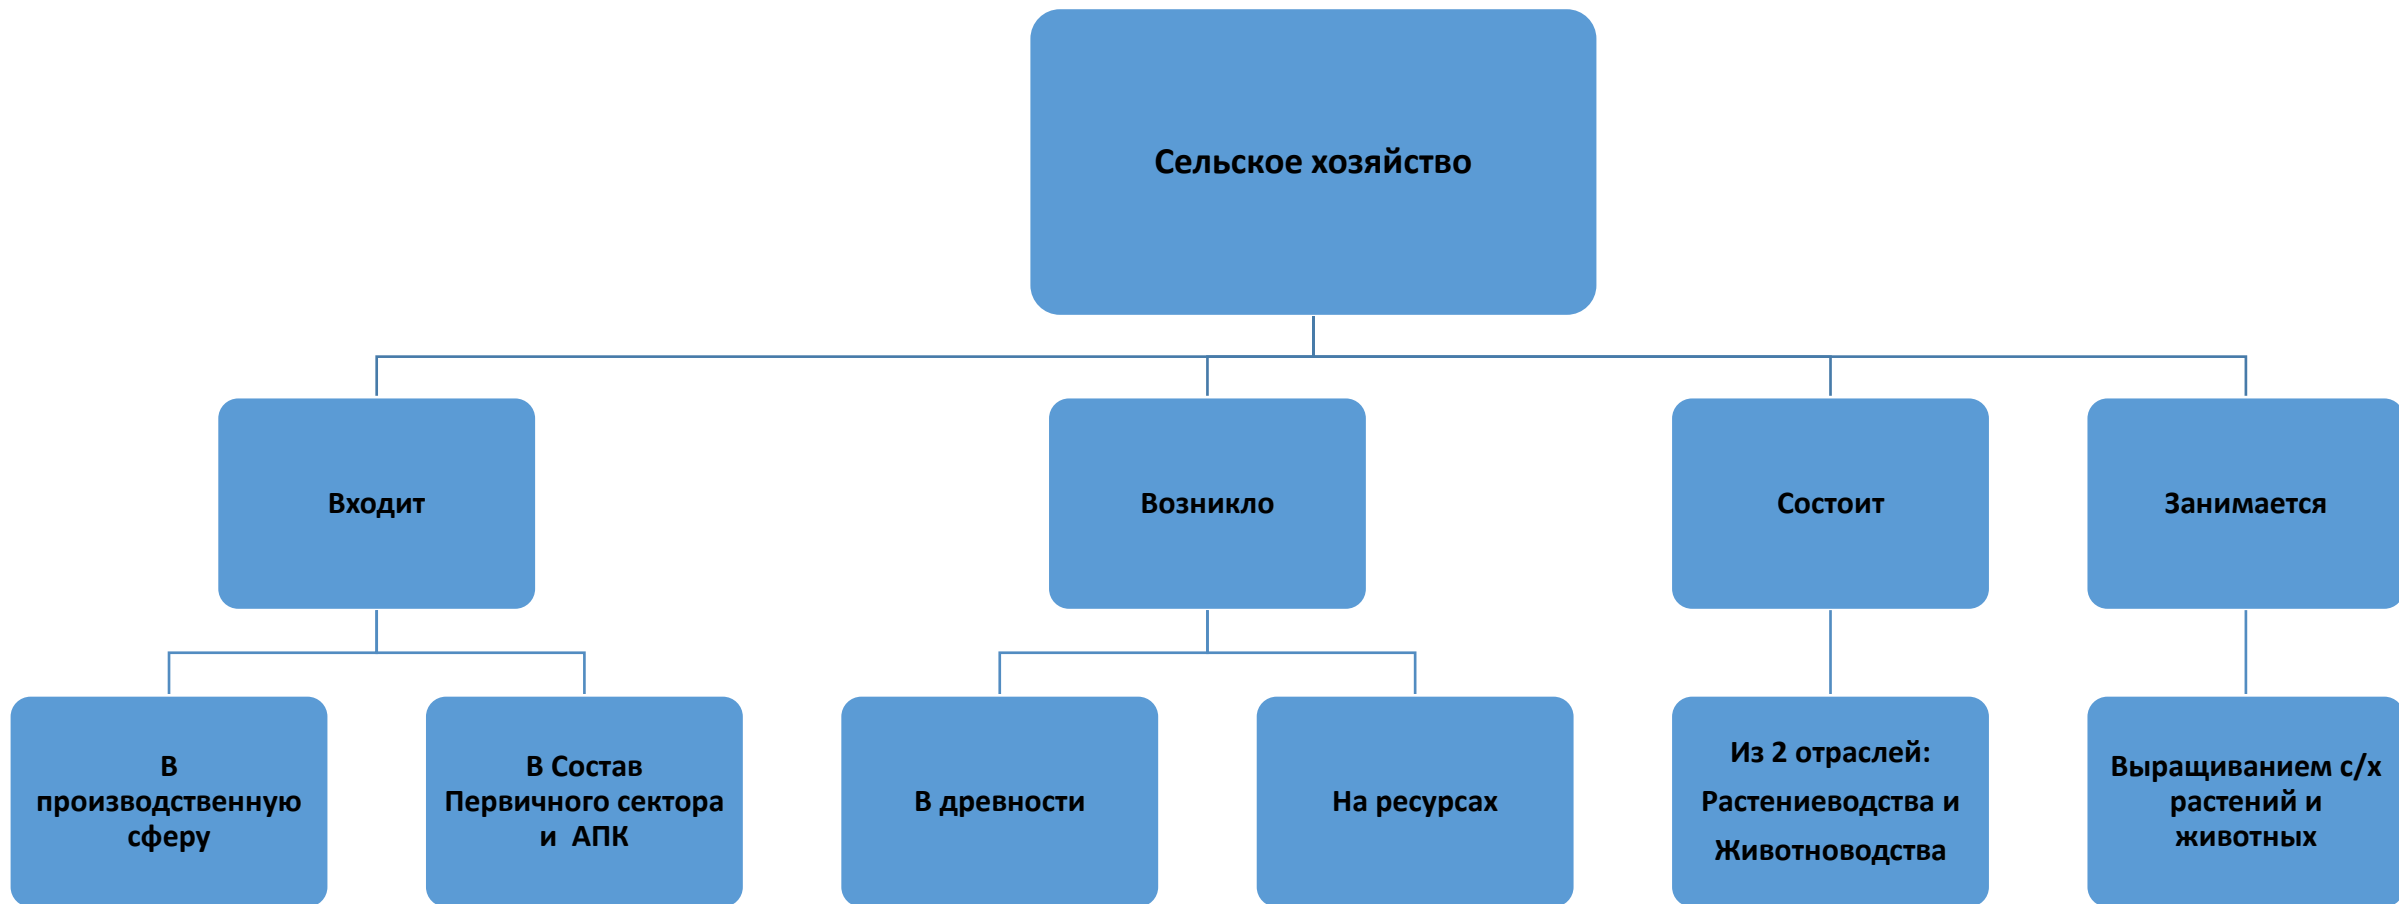 Сельское хозяйство
Входит
Возникло
Состоит
Занимается
В
производственную
сферу
В Состав
Первичного сектора
и АПК
В древности
На ресурсах
Из 2 отраслей:
Растениеводства и
Животноводства
Выращиванием с/х
растений и
животных